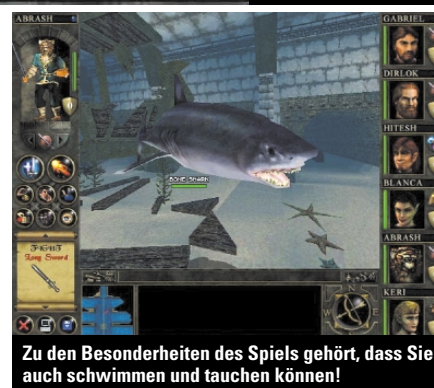 ABRASH
GABRIEL
DIRLOK
HITESH
BONE SHARK
BLANCA
ABRASH
Long Sword
KERI
N
W
E
Zu den Besonderheiten des Spiels gehört, dass Sie
auch schwimmen und tauchen können!